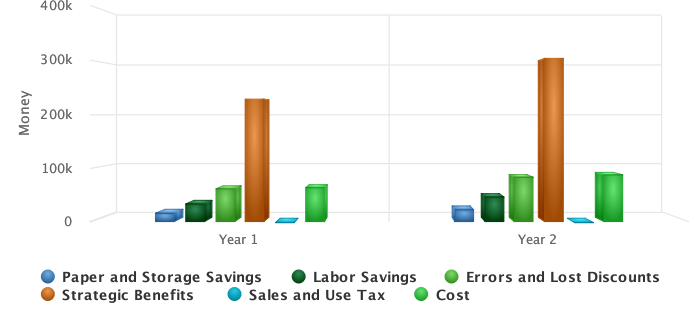 400k
300k
200k
100k
0
Money
Year 1 Year 2
Paper and Storage Savings Labor Savings Errors and Lost Discounts
Strategic Benefits Sales and Use Tax Cost